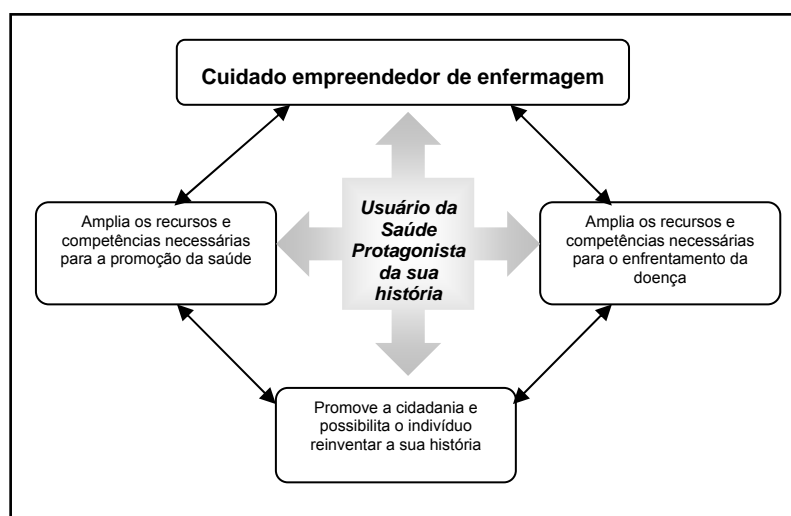 Cuidado empreendedor de enfermagem
Amplia os recursos e
competências necessárias
para a promoção da saúde
Usuário da
Saúde
Protagonista
da sua
história
Amplia os recursos e
competências necessárias
para o enfrentamento da
doença
Promove a cidadania e
possibilita o indivíduo
reinventar a sua história